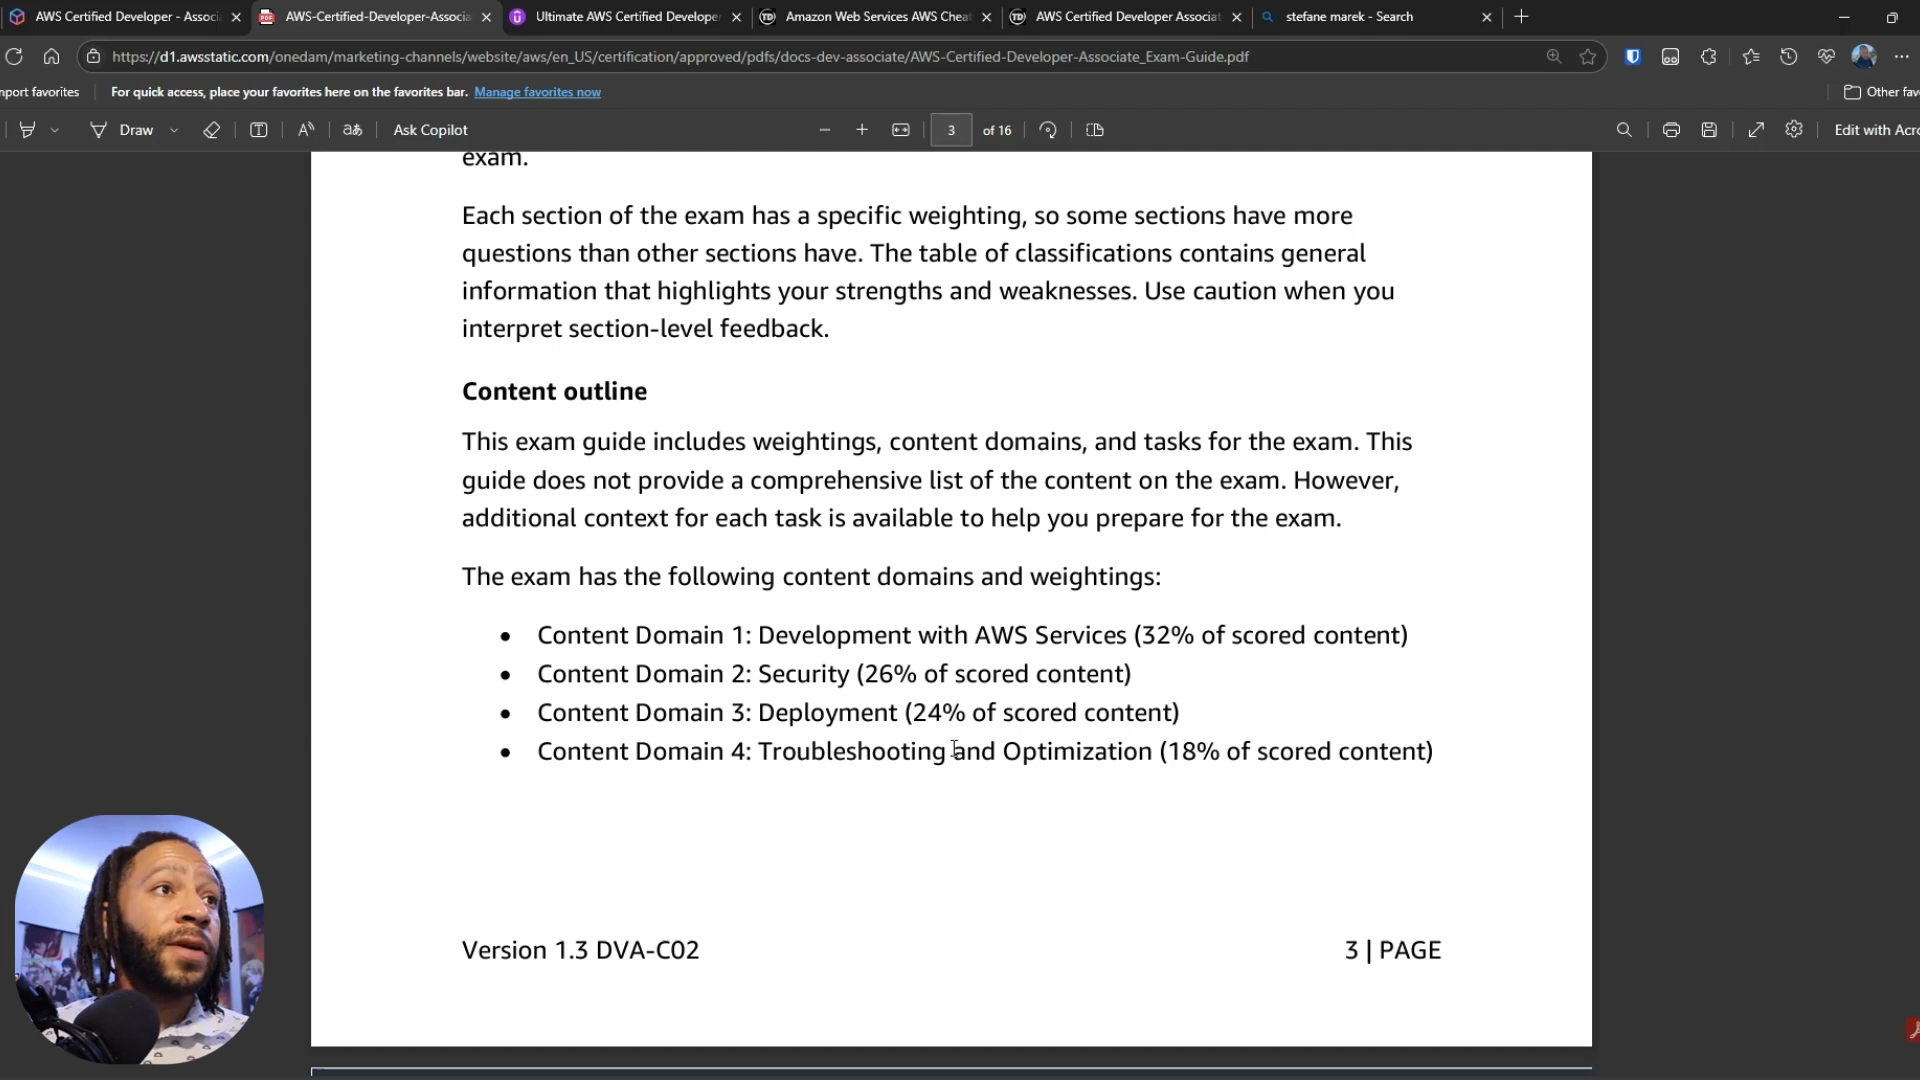 AWS Certified Developer - Associ
AWS-Certified-Developer-Associa
Ultimate AWS Certified Developer
Amazon Web Services AWS Chea
AWS Certified Developer Associat
stefane marek - Search
https://d1.awsstatic.com/onedam/marketing-channels/website/aws/en_US/certification/approved/pdfs/docs-dev-associate/AWS-Certified-Developer-Associate_Exam-Guide.pdf
mport favorites
For quick access, place your favorites here on the favorites bar. Manage favorites now
Other fav
Draw
Ask Copilot
3 of 16
Edit with Acro
exam.
Each section of the exam has a specific weighting, so some sections have more
questions than other sections have. The table of classifications contains general
information that highlights your strengths and weaknesses. Use caution when you
interpret section-level feedback.
Content outline
This exam guide includes weightings, content domains, and tasks for the exam. This
guide does not provide a comprehensive list of the content on the exam. However,
additional context for each task is available to help you prepare for the exam.
The exam has the following content domains and weightings:
• Content Domain 1: Development with AWS Services (32% of scored content)
• Content Domain 2: Security (26% of scored content)
• Content Domain 3: Deployment (24% of scored content)
• Content Domain 4: Troubleshooting and Optimization (18% of scored content)
Version 1.3 DVA-C02
3 | PAGE